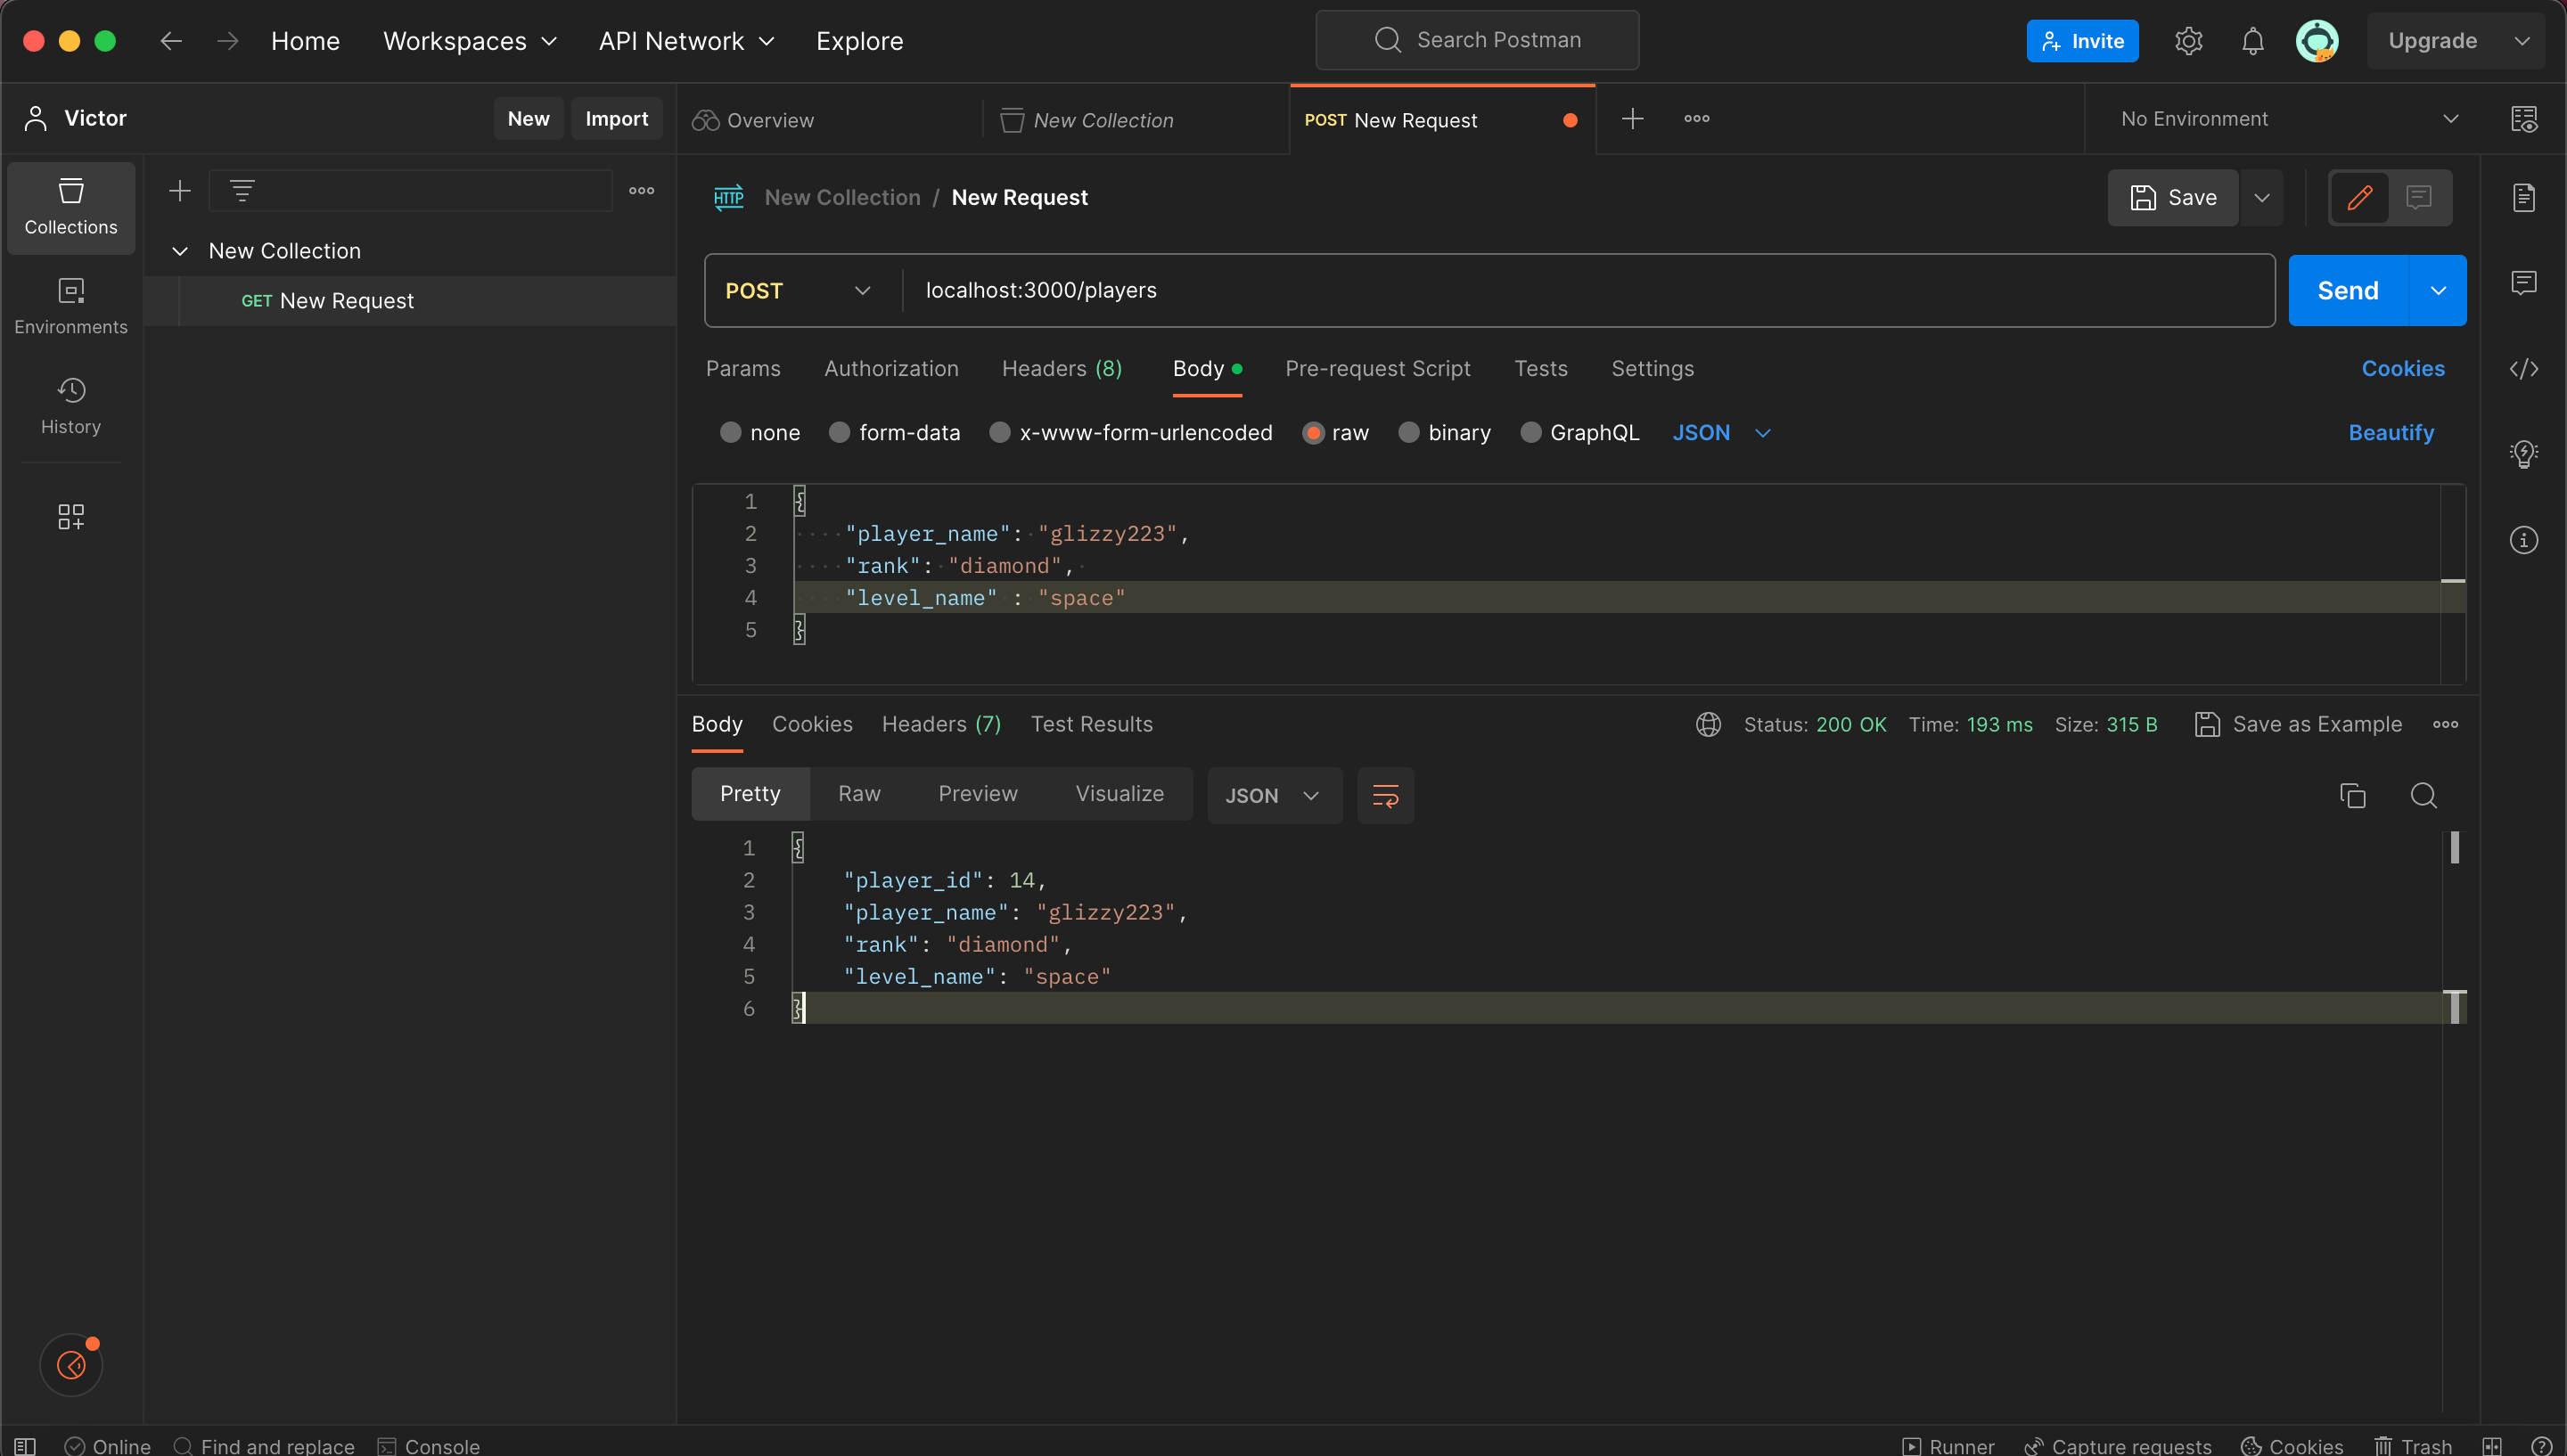 Home Workspaces API Network Explore Search Postman Invite Upgrade
Victor New Import Overview New Collection POST New Request No Environment
Collections
Environments
History
New Collection
GET New Request
HTTP New Collection / New Request Save
POST localhost:3000/players Send
Params Authorization Headers (8) Body Pre-request Script Tests Settings Cookies
none form-data x-www-form-urlencoded raw binary GraphQL JSON Beautify
1 {
2 "player_name": "glizzy223",
3 "rank": "diamond",
4 "level_name" : "space"
5 }
Body Cookies Headers (7) Test Results Status: 200 OK Time: 193 ms Size: 315 B Save as Example
Pretty Raw Preview Visualize JSON
1 {
2 "player_id": 14,
3 "player_name": "glizzy223",
4 "rank": "diamond",
5 "level_name": "space"
6 }
Online Find and replace Console Runner Capture requests Cookies Trash